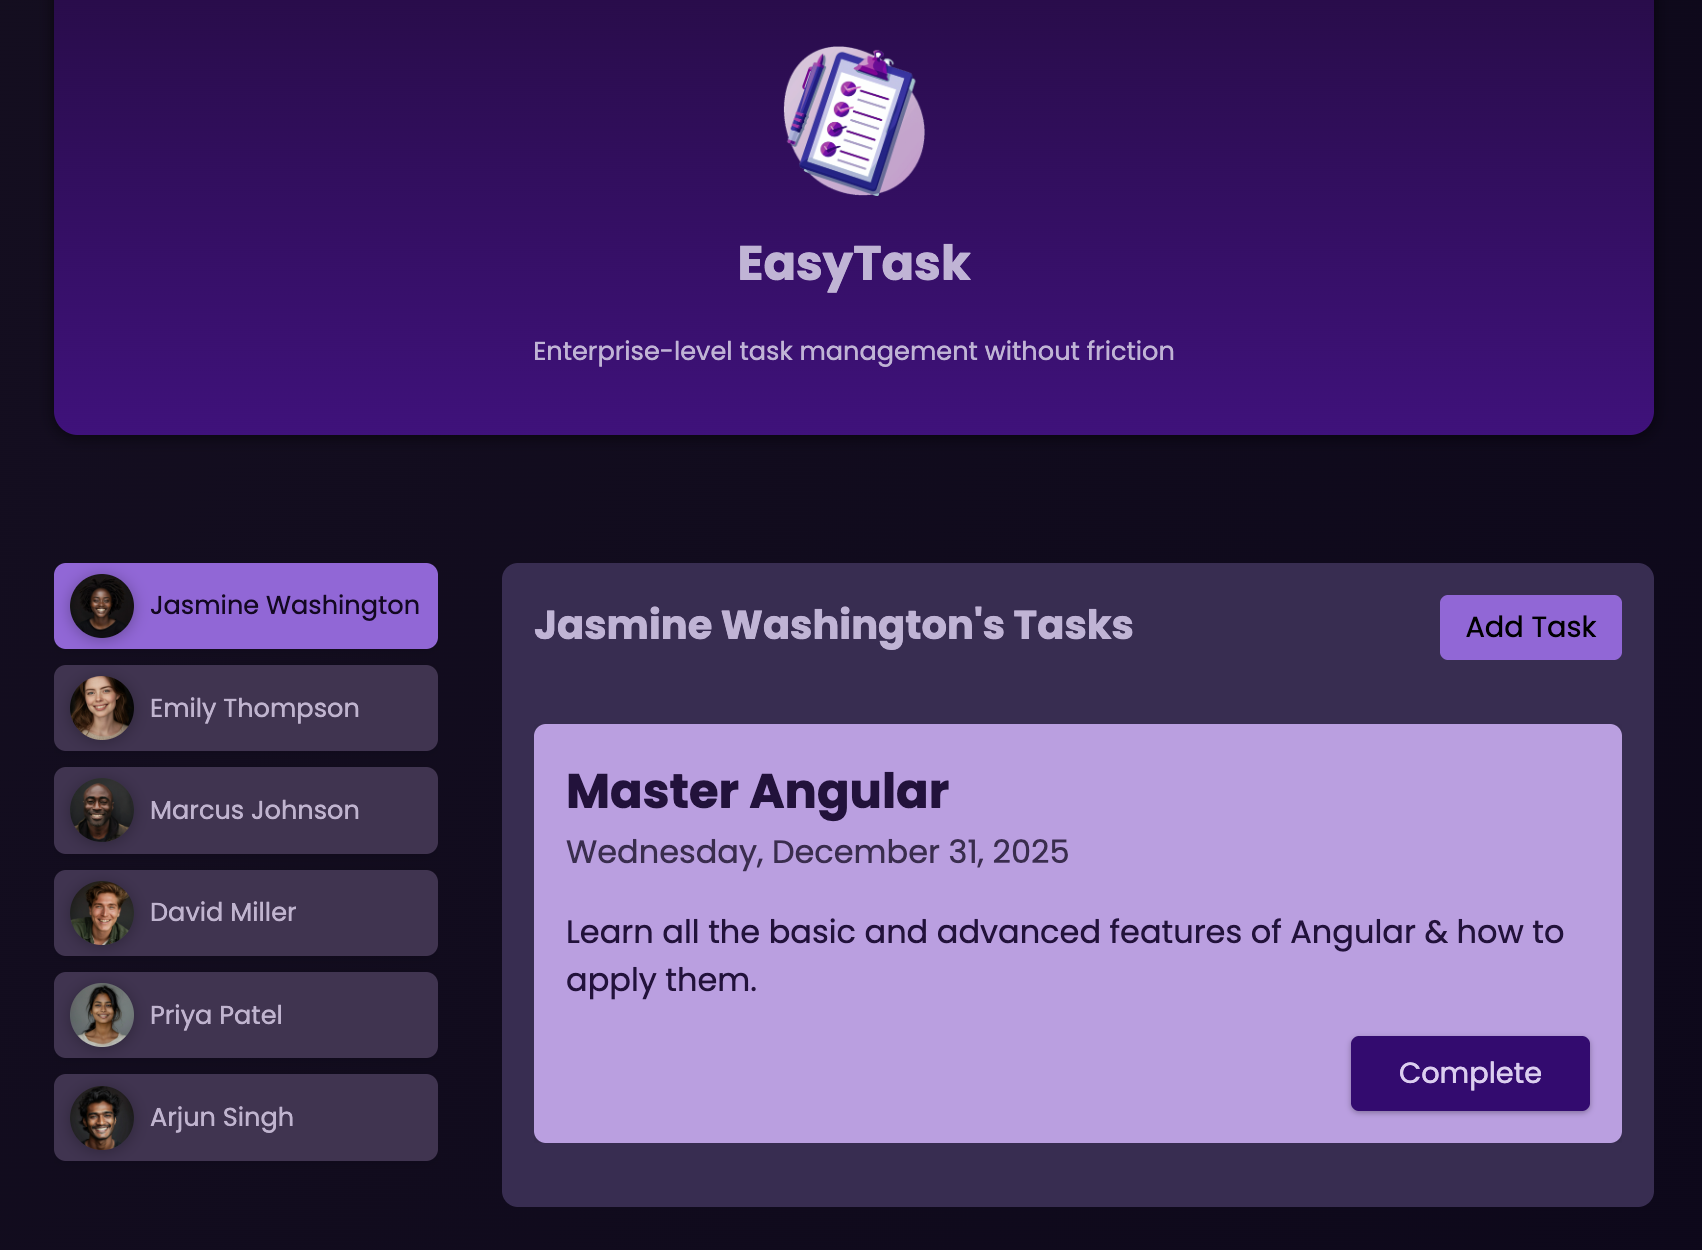 EasyTask
Enterprise-level task management without friction
Jasmine Washington
Emily Thompson
Marcus Johnson
David Miller
Priya Patel
Arjun Singh
Jasmine Washington's Tasks
Add Task
Master Angular
Wednesday, December 31, 2025
Learn all the basic and advanced features of Angular & how to
apply them.
Complete